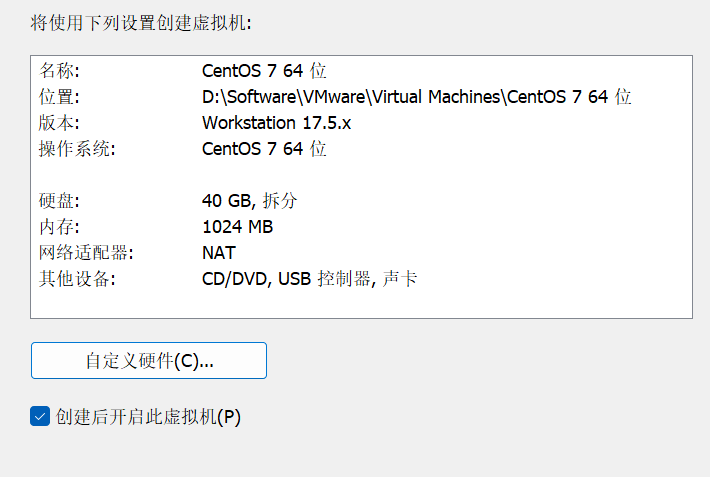 将使用下列设置创建虚拟机:
名称: CentOS 7 64 位
位置: D:\Software\VMware\Virtual Machines\CentOS 7 64 位
版本: Workstation 17.5.x
操作系统: CentOS 7 64 位
硬盘: 40 GB, 拆分
内存: 1024 MB
网络适配器: NAT
其他设备: CD/DVD, USB 控制器, 声卡
自定义硬件(C)...
创建后开启此虚拟机(P)